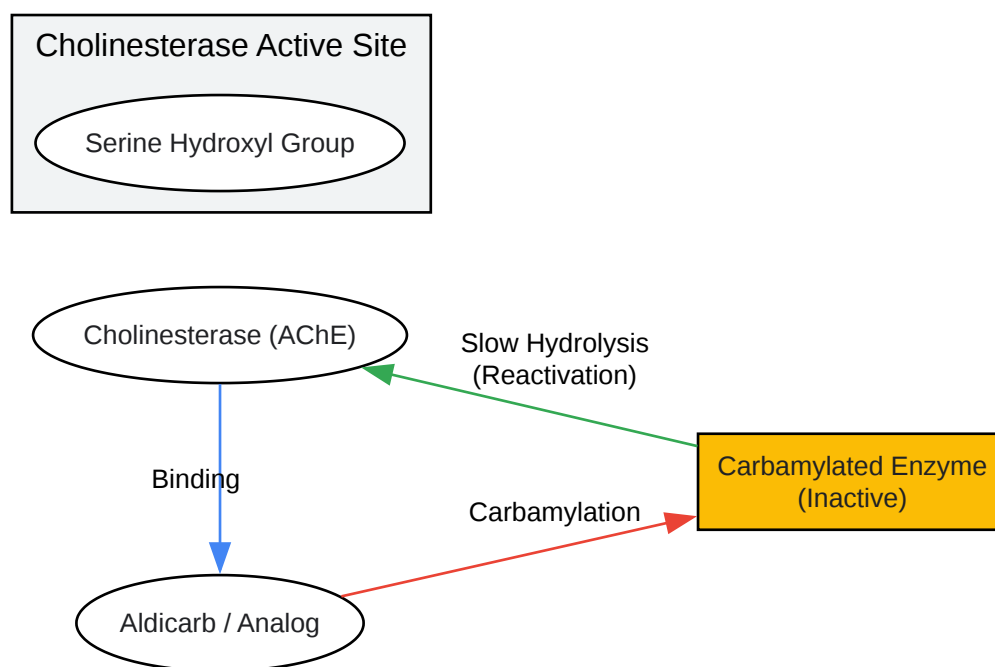 Cholinesterase Active Site
Serine Hydroxyl Group
Cholinesterase (AChE)
Slow Hydrolysis
(Reactivation)
Carbamylated Enzyme
(Inactive)
Binding
Carbamylation
Aldicarb / Analog